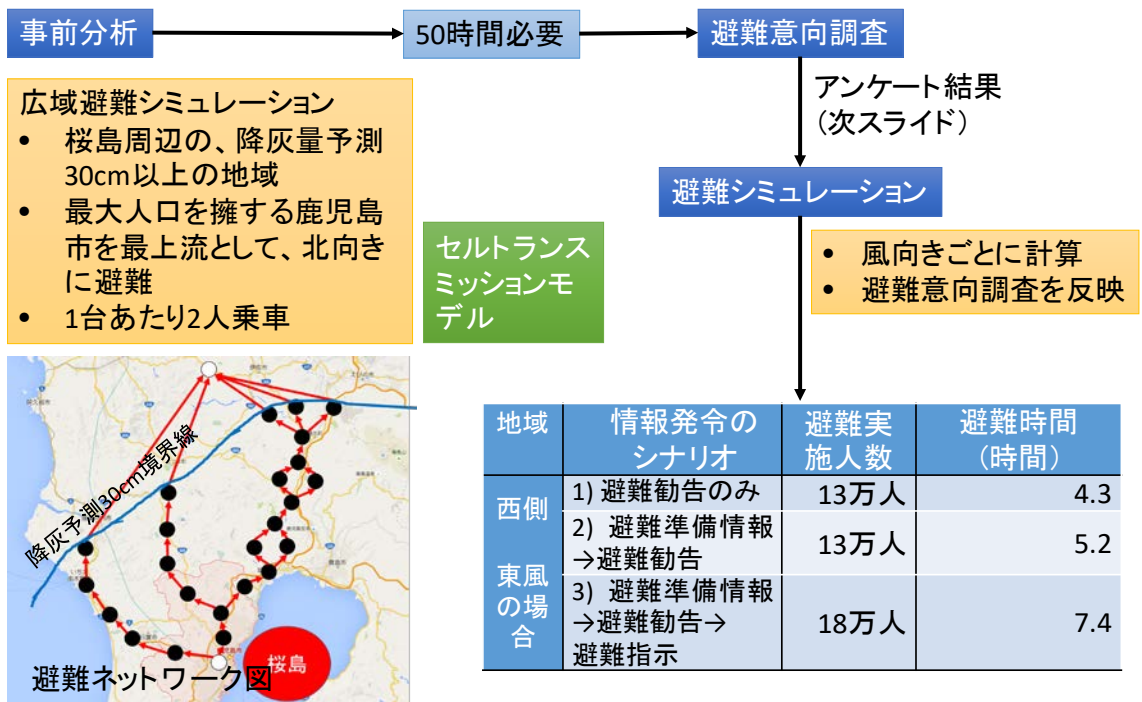 事前分析
50時間必要
避難意向調査
広域避難シミュレーション
• 桜島周辺の、降灰量予測
30cm以上の地域
• 最大人口を擁する鹿児島
市を最上流として、北向き
に避難
• 1台あたり2人乗車
セルトランス
ミッションモ
デル
アンケート結果
（次スライド）
避難シミュレーション
• 風向きごとに計算
• 避難意向調査を反映
降灰予測30cm境界線
桜島
避難ネットワーク図
地域
情報発令の
シナリオ
避難実
施人数
避難時間
（時間）
西側
東風
の場
合
1) 避難勧告のみ
13万人
4.3
2) 避難準備情報
→避難勧告
13万人
5.2
3) 避難準備情報
→避難勧告→
避難指示
18万人
7.4